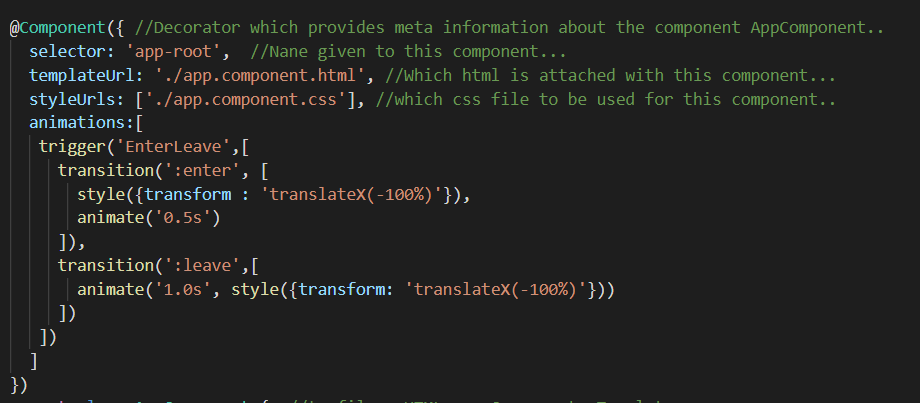 @Component({ //Decorator which provides meta information about the component AppComponent..
selector: 'app-root',  //Nane given to this component...
templateUrl: './app.component.html', //Which html is attached with this component...
styleUrls: ['./app.component.css'], //which css file to be used for this component..
animations:[
trigger('EnterLeave',[
transition(':enter', [
style({transform : 'translateX(-100%)'}),
animate('0.5s')
]),
transition(':leave',[
animate('1.0s', style({transform: 'translateX(-100%)'}))
])
])
]
})